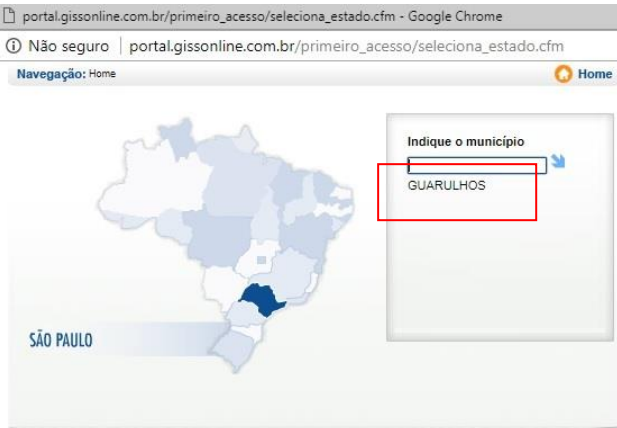 portal.gissonline.com.br/primeiro_acesso/seleciona_estado.cfm - Google Chrome
Não seguro | portal.gissonline.com.br/primeiro_acesso/seleciona_estado.cfm
Navegação: Home
Home
Indique o município
GUARULHOS
SÃO PAULO